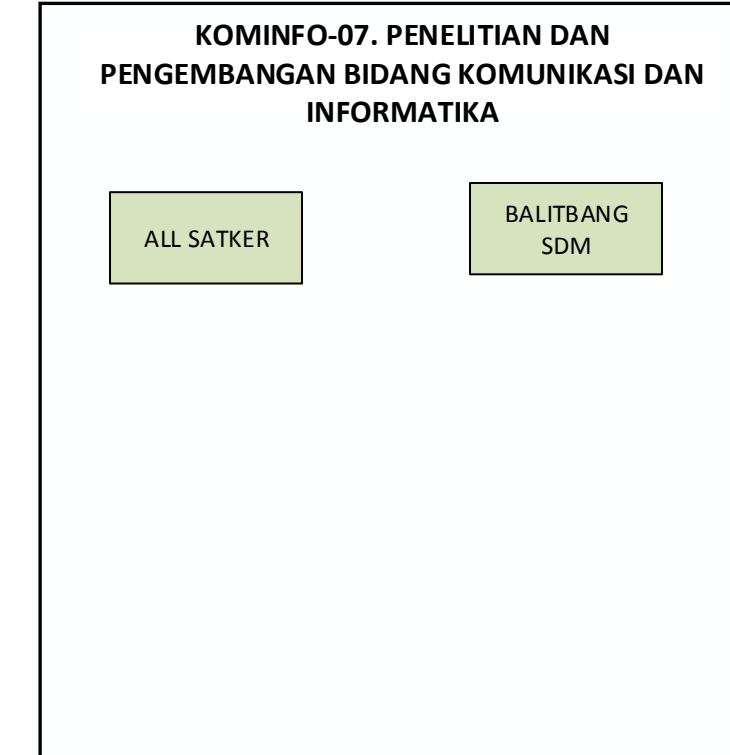 KOMINFO-07. PENELITIAN DAN
PENGEMBANGAN BIDANG KOMUNIKASI DAN
INFORMATIKA
ALL SATKER
BALITBANG
SDM